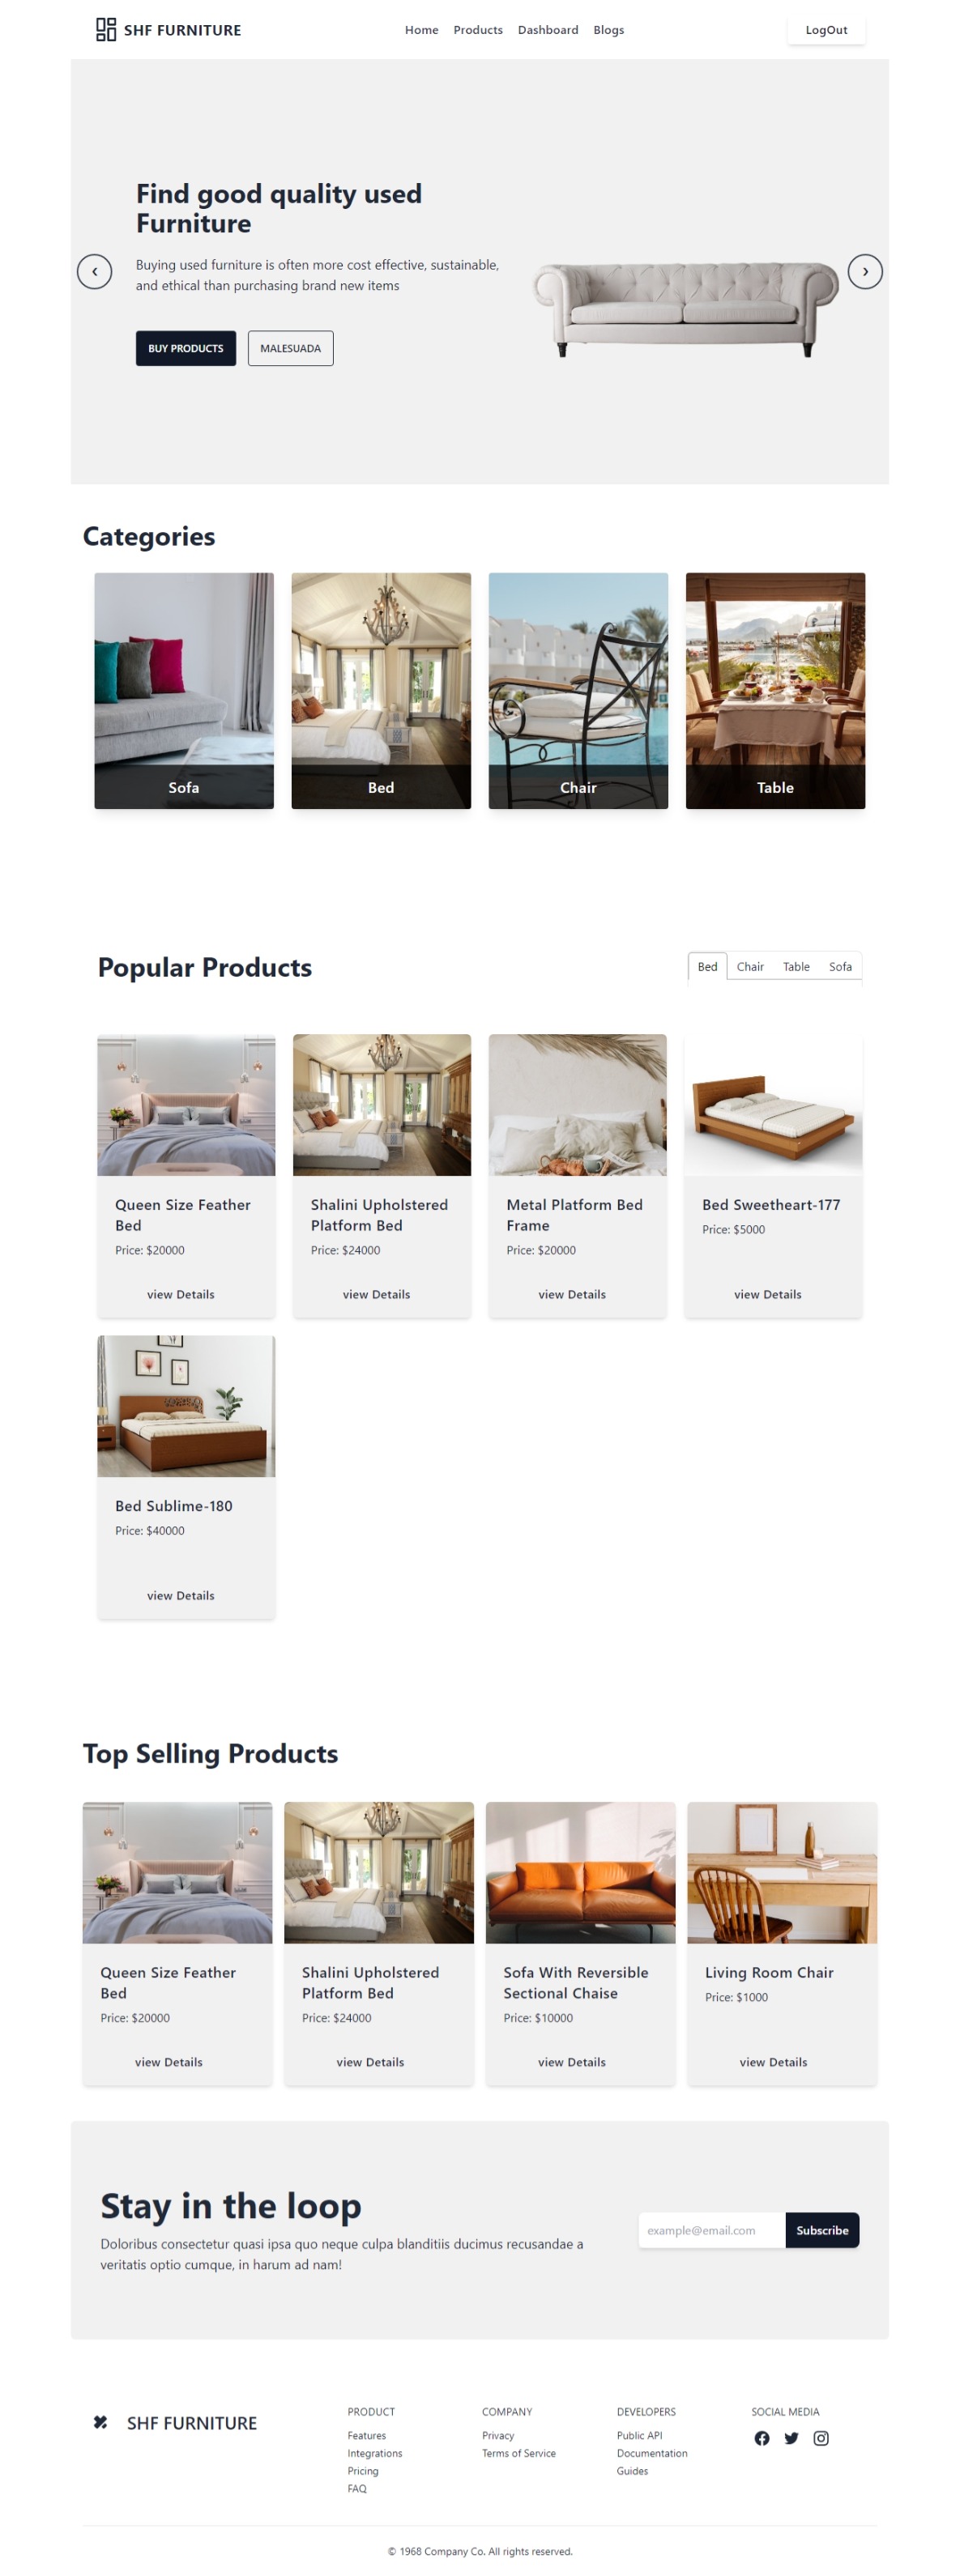 SHF FURNITURE
Home Products Dashboard Blogs
LogOut
Find good quality used
Furniture
Buying used furniture is often more cost effective, sustainable,
and ethical than purchasing brand new items
‹
›
BUY PRODUCTS
MALESUADA
Categories
Sofa
Bed
Chair
Table
Popular Products
Bed Chair Table Sofa
Queen Size Feather
Bed
Price: $20000
view Details
Shalini Upholstered
Platform Bed
Price: $24000
view Details
Metal Platform Bed
Frame
Price: $20000
view Details
Bed Sweetheart-177
Price: $5000
view Details
Bed Sublime-180
Price: $40000
view Details
Top Selling Products
Queen Size Feather
Bed
Price: $20000
view Details
Shalini Upholstered
Platform Bed
Price: $24000
view Details
Sofa With Reversible
Sectional Chaise
Price: $10000
view Details
Living Room Chair
Price: $1000
view Details
Stay in the loop
Doloribus consectetur quasi ipsa quo neque culpa blanditiis ducimus recusandae a
veritatis optio cumque, in harum ad nam!
example@email.com
Subscribe
SHF FURNITURE
PRODUCT
Features
Integrations
Pricing
FAQ
COMPANY
Privacy
Terms of Service
DEVELOPERS
Public API
Documentation
Guides
SOCIAL MEDIA
© 1968 Company Co. All rights reserved.